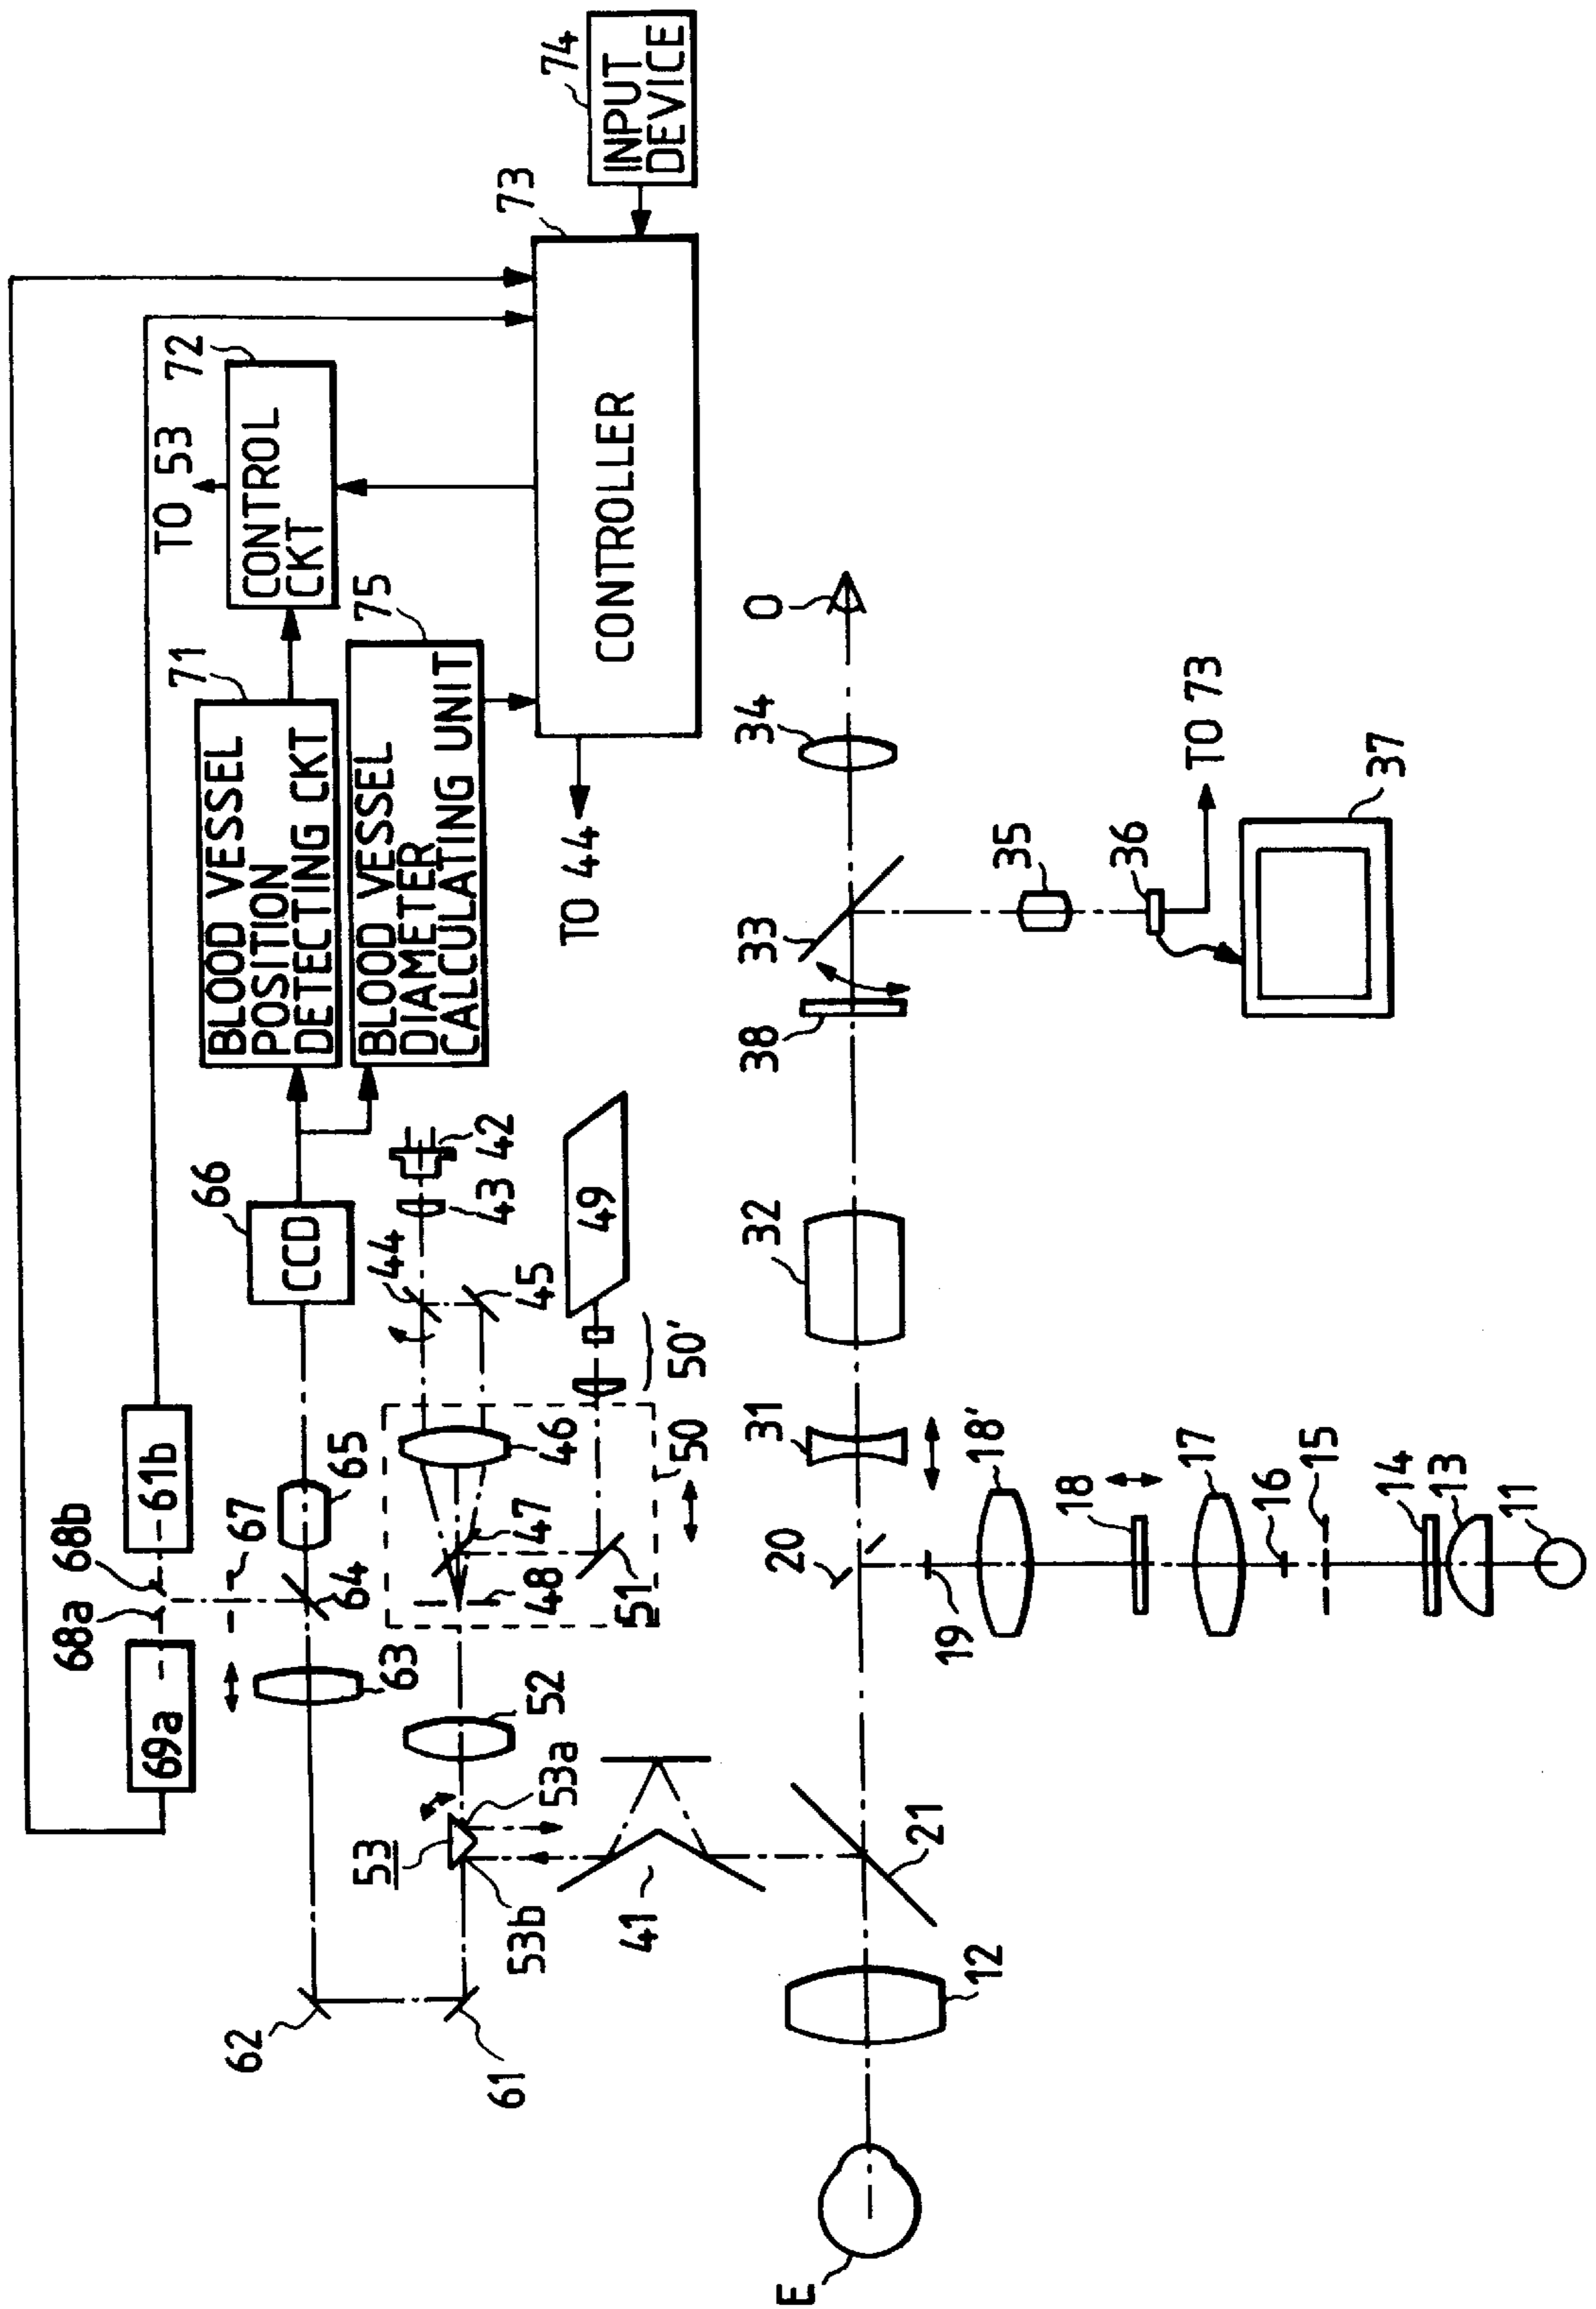 74
INPUT
DEVICE
73
CONTROLLER
72
TO 53
CONTROL
CKT
71
BLOOD VESSEL
POSITION
DETECTING CKT
75
BLOOD VESSEL
DIAMETER
CALCULATING UNIT
TO 44
66
CCD
42
43
44
45
49
50'
50
46
47
48
51
61b
68b
68a
69a
67
65
64
63
52
53
53a
53b
62
61
41
O
34
33
38
35
36
TO 73
37
32
31
20
18'
18
17
16
15
14
13
11
19
21
12
E